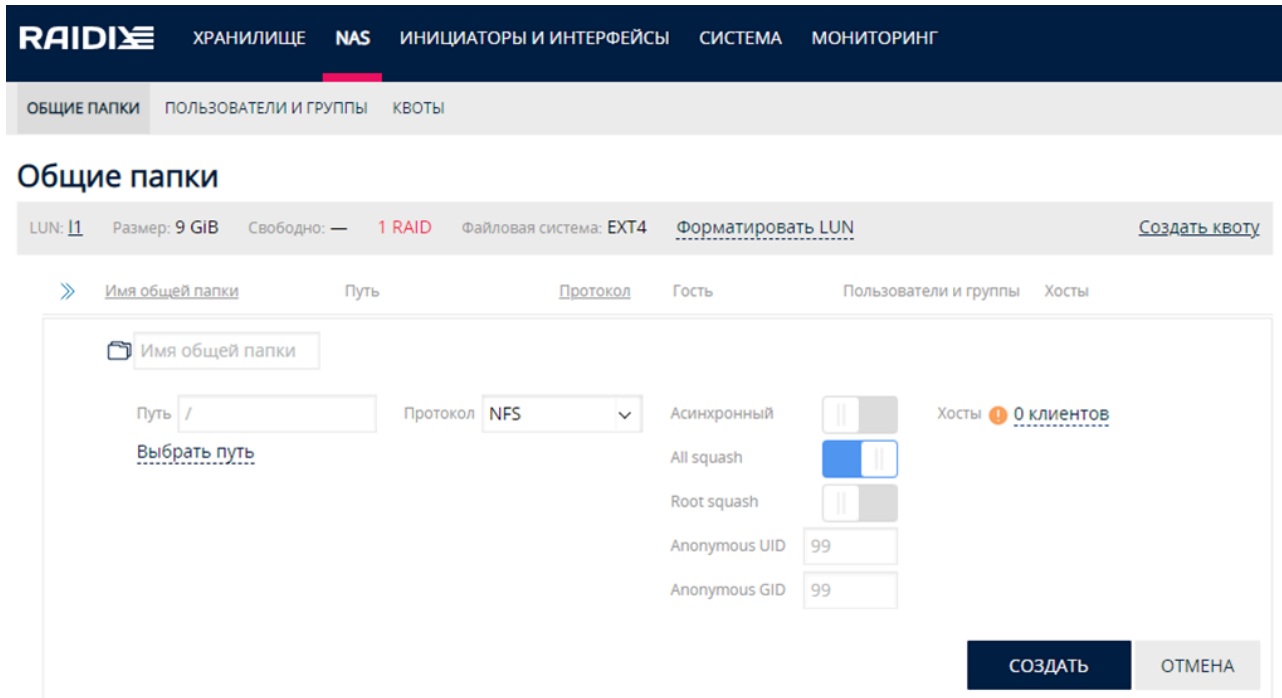 RAIDIX ХРАНИЛИЩЕ NAS ИНИЦИАТОРЫ И ИНТЕРФЕЙСЫ СИСТЕМА МОНИТОРИНГ
ОБЩИЕ ПАПКИ ПОЛЬЗОВАТЕЛИ И ГРУППЫ КВОТЫ
Общие папки
LUN: l1 Размер: 9 GiB Свободно: — 1 RAID Файловая система: EXT4 Форматировать LUN Создать квоту
Имя общей папки Путь Протокол Гость Пользователи и группы Хосты
Имя общей папки
Путь / Протокол NFS Асинхронный Хосты 0 клиентов
Выбрать путь All squash
Root squash
Anonymous UID 99
Anonymous GID 99
СОЗДАТЬ ОТМЕНА